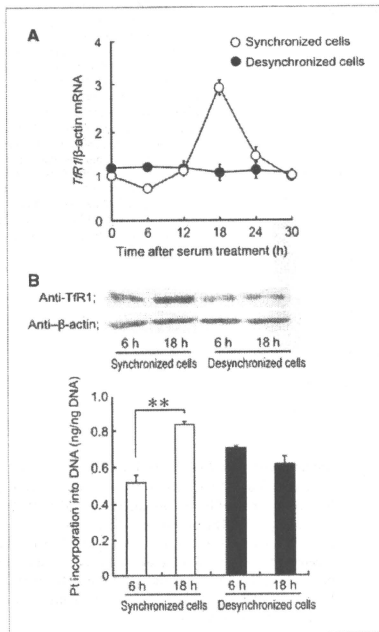 A
○ Synchronized cells
● Desynchronized cells
TfR1/β-actin mRNA
4
3
2
1
0
0 6 12 18 24 30
Time after serum treatment (h)
B
Anti-TfR1;
Anti–β-actin;
6 h 18 h 6 h 18 h
Synchronized cells Desynchronized cells
Pt incorporation into DNA (ng/ng DNA)
1.0
0.8
0.6
0.4
0.2
0
**
6 h 18 h 6 h 18 h
Synchronized cells Desynchronized cells